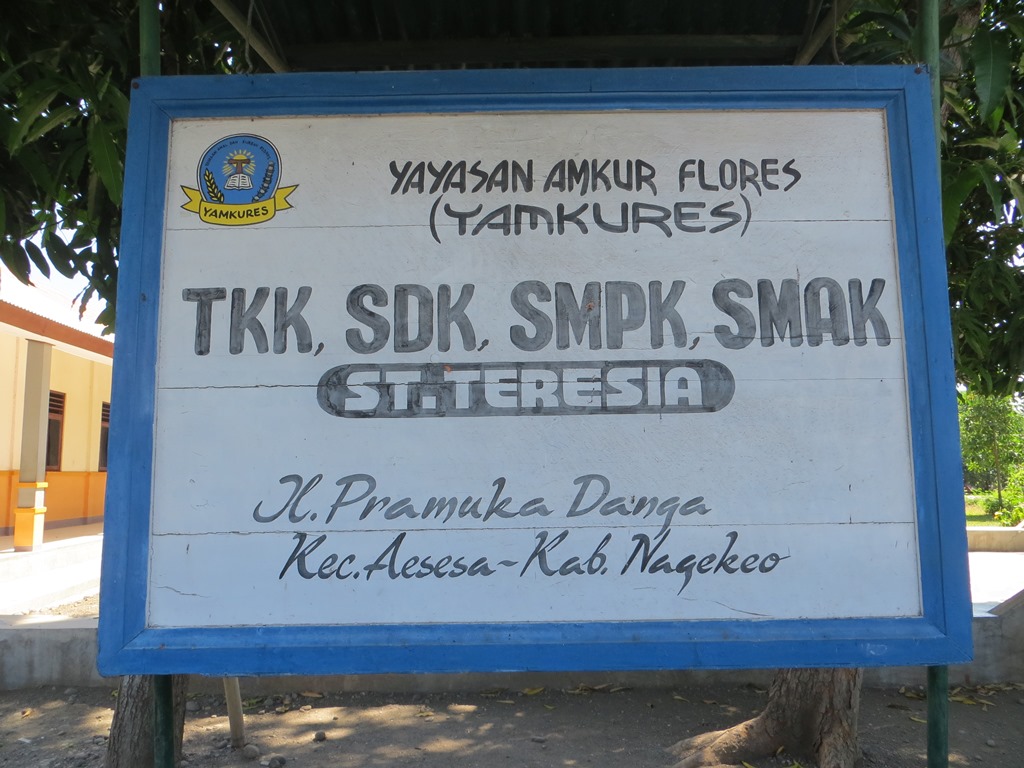 YAMKURES
YAYASAN AMKUR FLORES
(YAMKURES)
TKK, SDK, SMPK, SMAK
ST. TERESIA
Jl. Pramuka Danga
Kec. Aesesa - Kab. Nagekeo